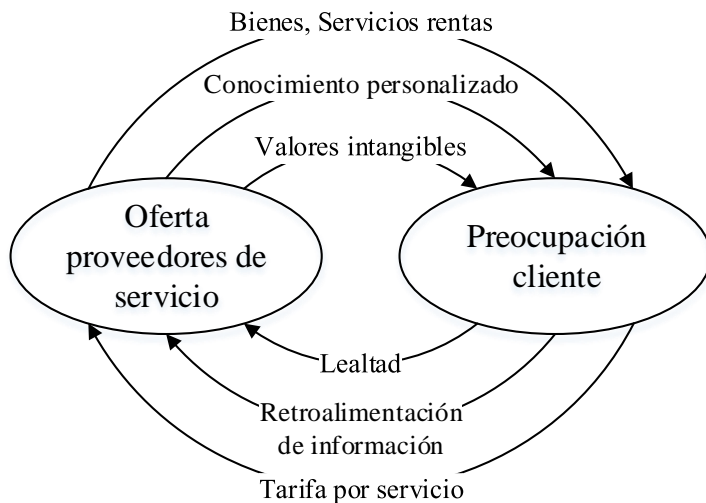 Bienes, Servicios rentas
Conocimiento personalizado
Valores intangibles
Oferta
proveedores de
servicio
Preocupación
cliente
Lealtad
Retroalimentación
de información
Tarifa por servicio